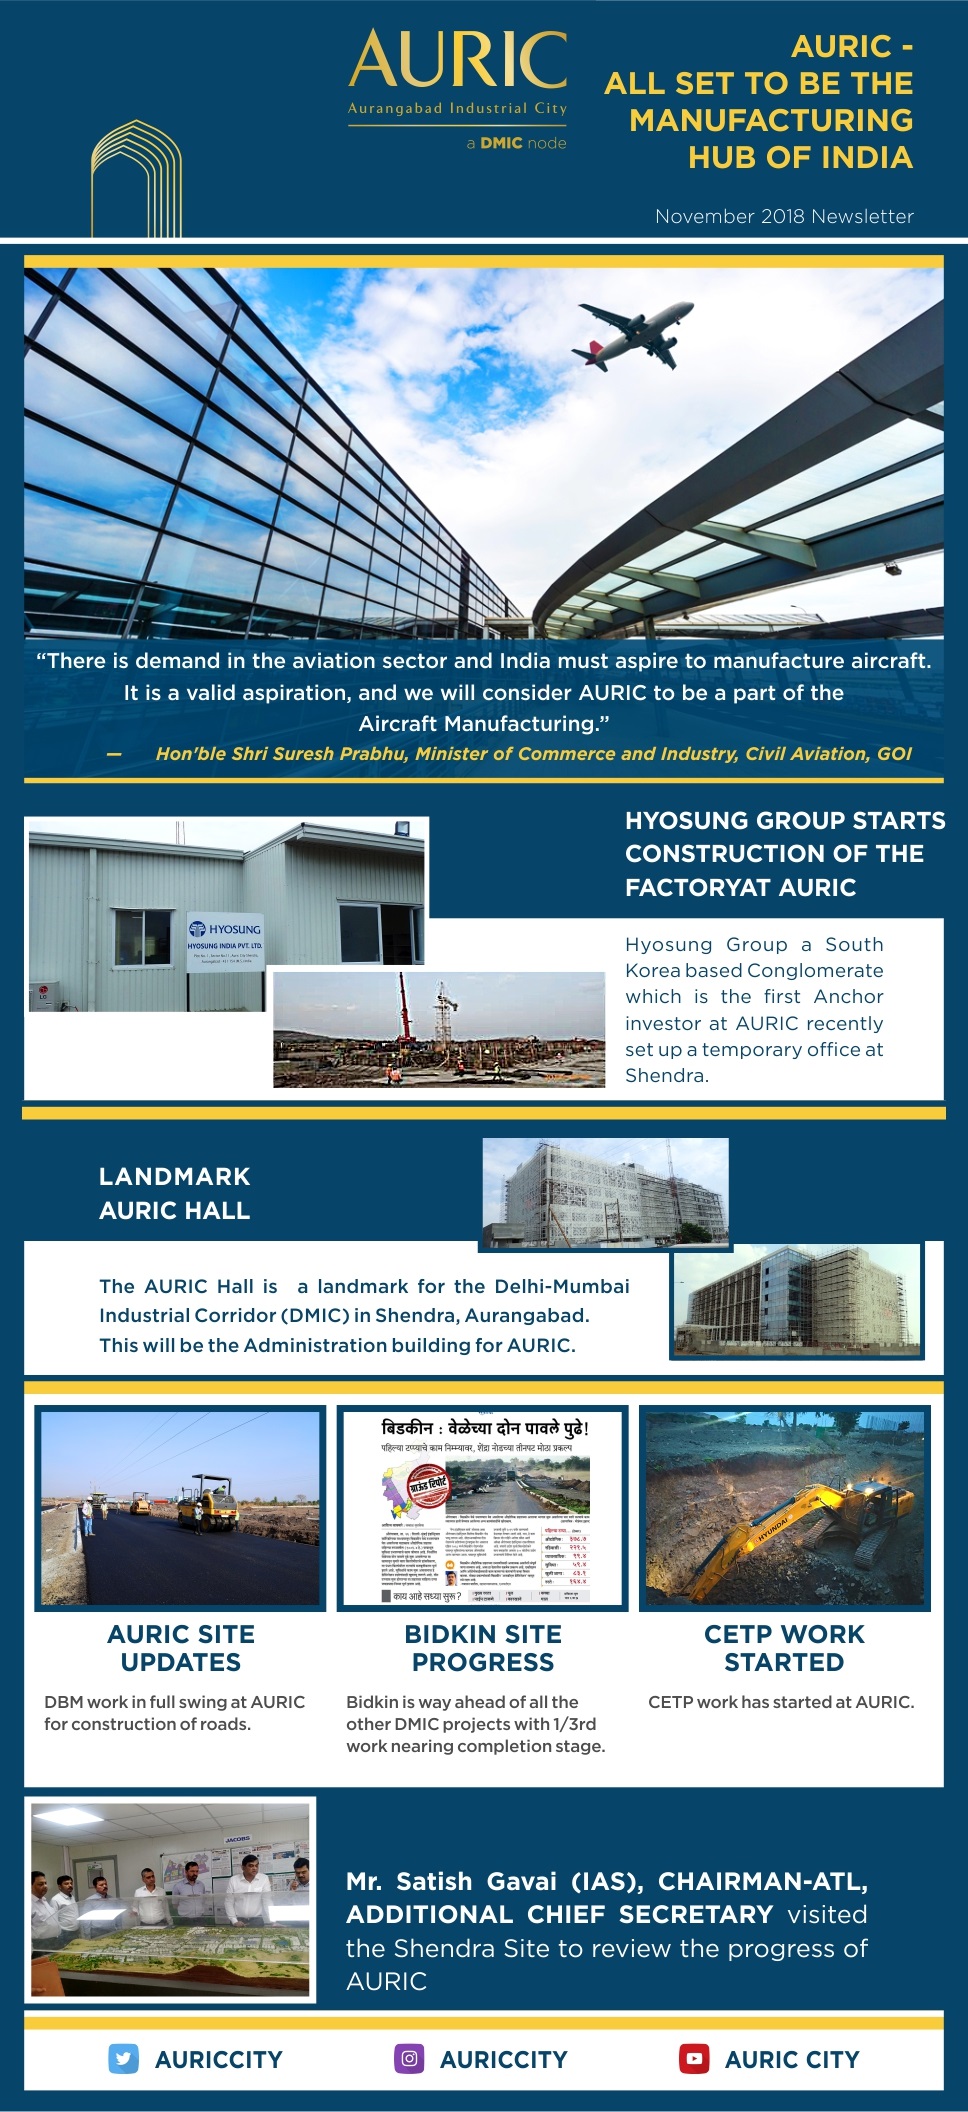 AURIC
Aurangabad Industrial City
a DMIC node
AURIC -
ALL SET TO BE THE
MANUFACTURING
HUB OF INDIA
November 2018 Newsletter
“There is demand in the aviation sector and India must aspire to manufacture aircraft.
It is a valid aspiration, and we will consider AURIC to be a part of the
Aircraft Manufacturing.”
— Hon'ble Shri Suresh Prabhu, Minister of Commerce and Industry, Civil Aviation, GOI
HYOSUNG GROUP STARTS
CONSTRUCTION OF THE
FACTORYAT AURIC
HYOSUNG
HYOSUNG INDIA PVT. LTD.
LG
Hyosung Group a South
Korea based Conglomerate
which is the first Anchor
investor at AURIC recently
set up a temporary office at
Shendra.
LANDMARK
AURIC HALL
The AURIC Hall is a landmark for the Delhi-Mumbai
Industrial Corridor (DMIC) in Shendra, Aurangabad.
This will be the Administration building for AURIC.
बिडकीन : वेळेच्या दोन पावले पुढे!
पहिल्या टप्प्याचे काम निम्म्यावर, शेंद्रा नोडच्या तीनपट मोठा प्रकल्प
ग्राऊंड रिपोर्ट
काय आहे सध्या सुरू?
HYUNDAI
AURIC SITE
UPDATES
DBM work in full swing at AURIC
for construction of roads.
BIDKIN SITE
PROGRESS
Bidkin is way ahead of all the
other DMIC projects with 1/3rd
work nearing completion stage.
CETP WORK
STARTED
CETP work has started at AURIC.
JACOBS
Mr. Satish Gavai (IAS), CHAIRMAN-ATL,
ADDITIONAL CHIEF SECRETARY visited
the Shendra Site to review the progress of
AURIC
AURICCITY
AURICCITY
AURIC CITY